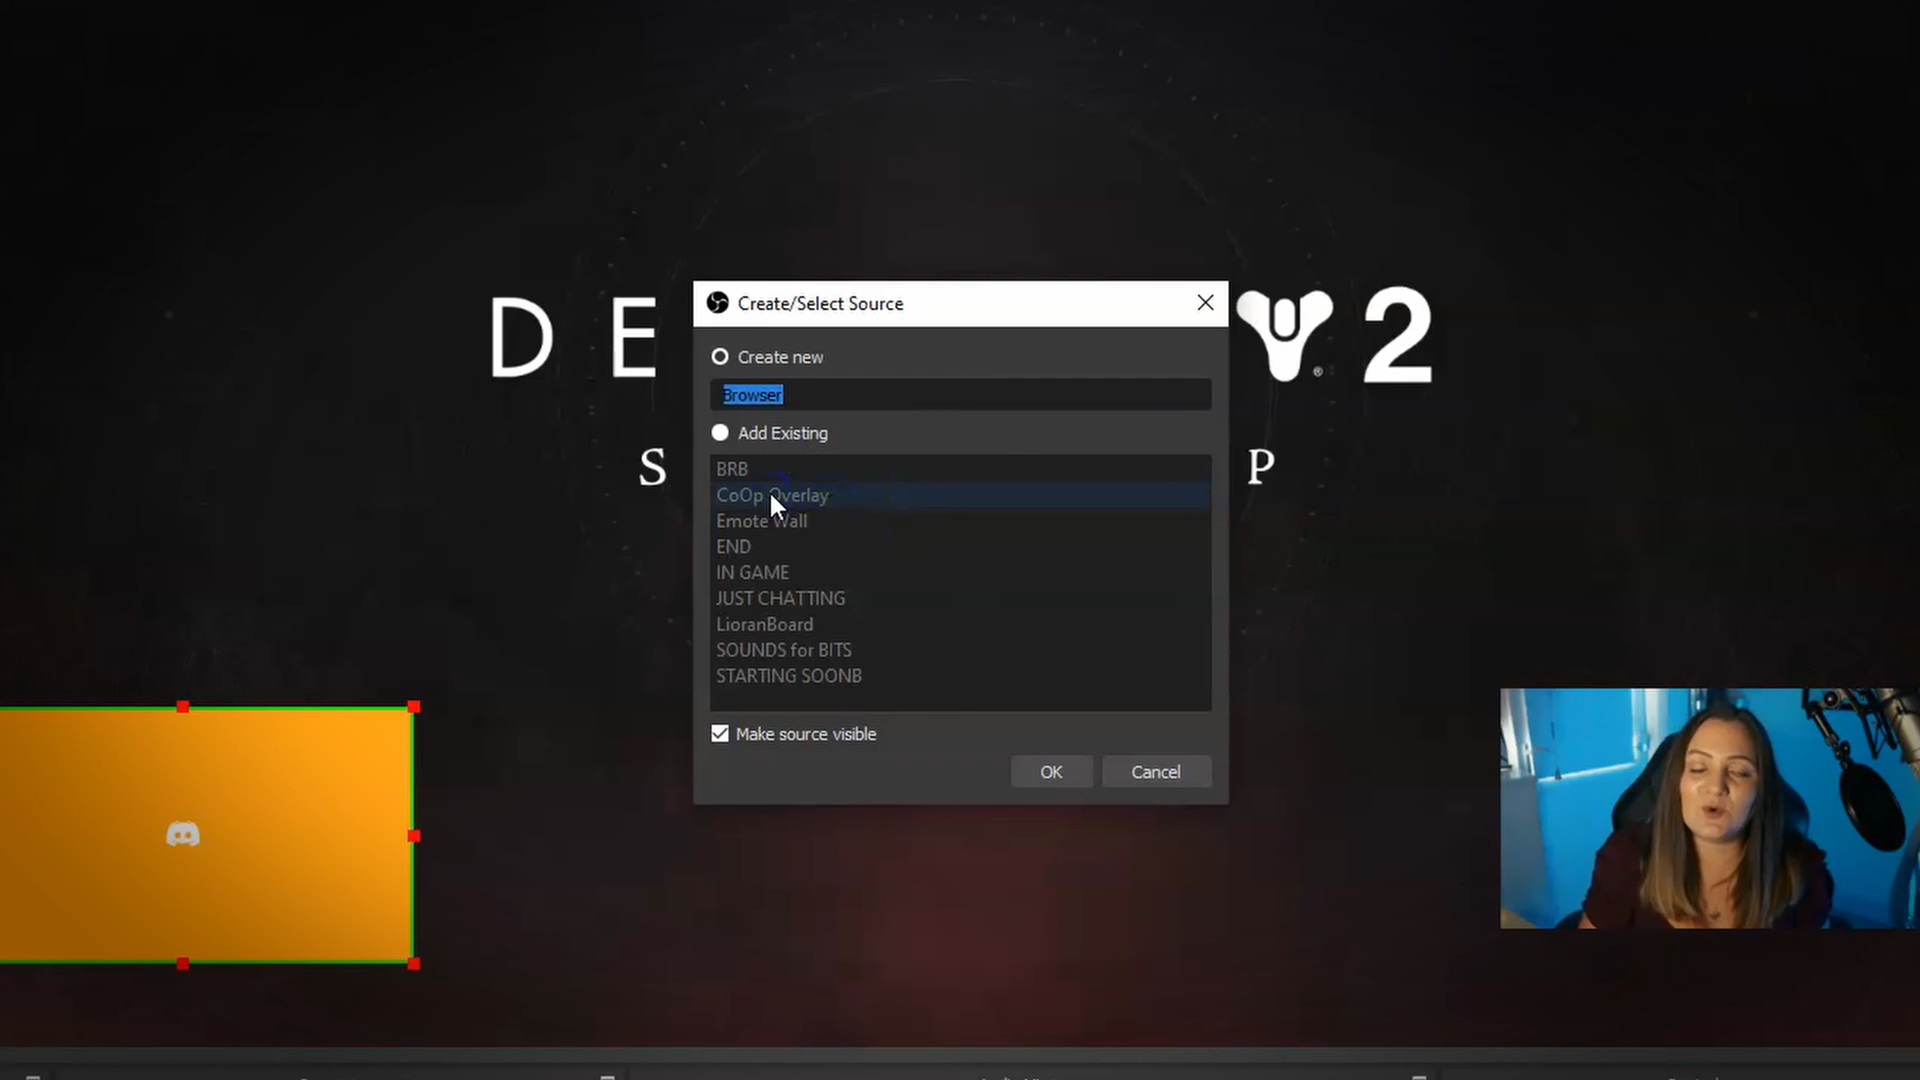 Create/Select Source
DE 2
Create new
Browser
Add Existing
S P
BRB
CoOp Overlay
Emote Wall
END
IN GAME
JUST CHATTING
LioranBoard
SOUNDS for BITS
STARTING SOONB
Make source visible
OK Cancel